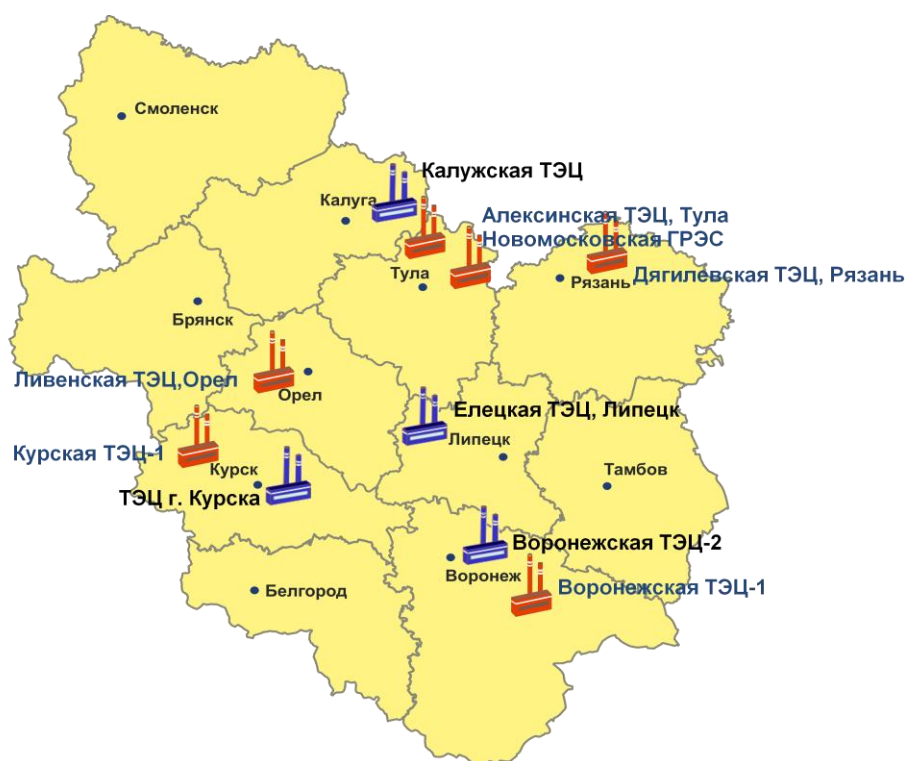 Смоленск
Калужская ТЭЦ
Калуга
Алексинская ТЭЦ, Тула
Новомосковская ГРЭС
Тула
Рязань
Дягилевская ТЭЦ, Рязань
Брянск
Ливенская ТЭЦ,Орел
Орел
Елецкая ТЭЦ, Липецк
Липецк
Курская ТЭЦ-1
Курск
Тамбов
ТЭЦ г. Курска
Воронежская ТЭЦ-2
Воронеж
Воронежская ТЭЦ-1
Белгород